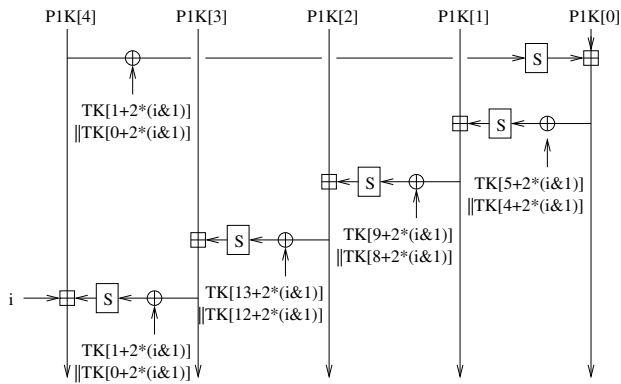 P1K[4] P1K[3] P1K[2] P1K[1] P1K[0]
S
TK[1+2*(i&1)]
||TK[0+2*(i&1)]
S
TK[5+2*(i&1)]
||TK[4+2*(i&1)]
S
TK[9+2*(i&1)]
||TK[8+2*(i&1)]
S
TK[13+2*(i&1)]
||TK[12+2*(i&1)]
i S
TK[1+2*(i&1)]
||TK[0+2*(i&1)]